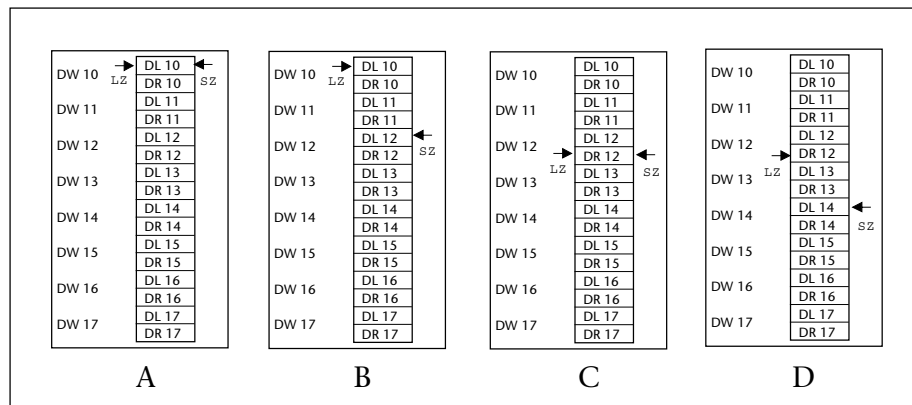 DW 10
DW 11
DW 12
DW 13
DW 14
DW 15
DW 16
DW 17
LZ
DL 10
DR 10
DL 11
DR 11
DL 12
DR 12
DL 13
DR 13
DL 14
DR 14
DL 15
DR 15
DL 16
DR 16
DL 17
DR 17
SZ
A
DW 10
DW 11
DW 12
DW 13
DW 14
DW 15
DW 16
DW 17
LZ
DL 10
DR 10
DL 11
DR 11
DL 12
DR 12
DL 13
DR 13
DL 14
DR 14
DL 15
DR 15
DL 16
DR 16
DL 17
DR 17
SZ
B
DW 10
DW 11
DW 12
DW 13
DW 14
DW 15
DW 16
DW 17
LZ
DL 10
DR 10
DL 11
DR 11
DL 12
DR 12
DL 13
DR 13
DL 14
DR 14
DL 15
DR 15
DL 16
DR 16
DL 17
DR 17
SZ
C
DW 10
DW 11
DW 12
DW 13
DW 14
DW 15
DW 16
DW 17
LZ
DL 10
DR 10
DL 11
DR 11
DL 12
DR 12
DL 13
DR 13
DL 14
DR 14
DL 15
DR 15
DL 16
DR 16
DL 17
DR 17
SZ
D